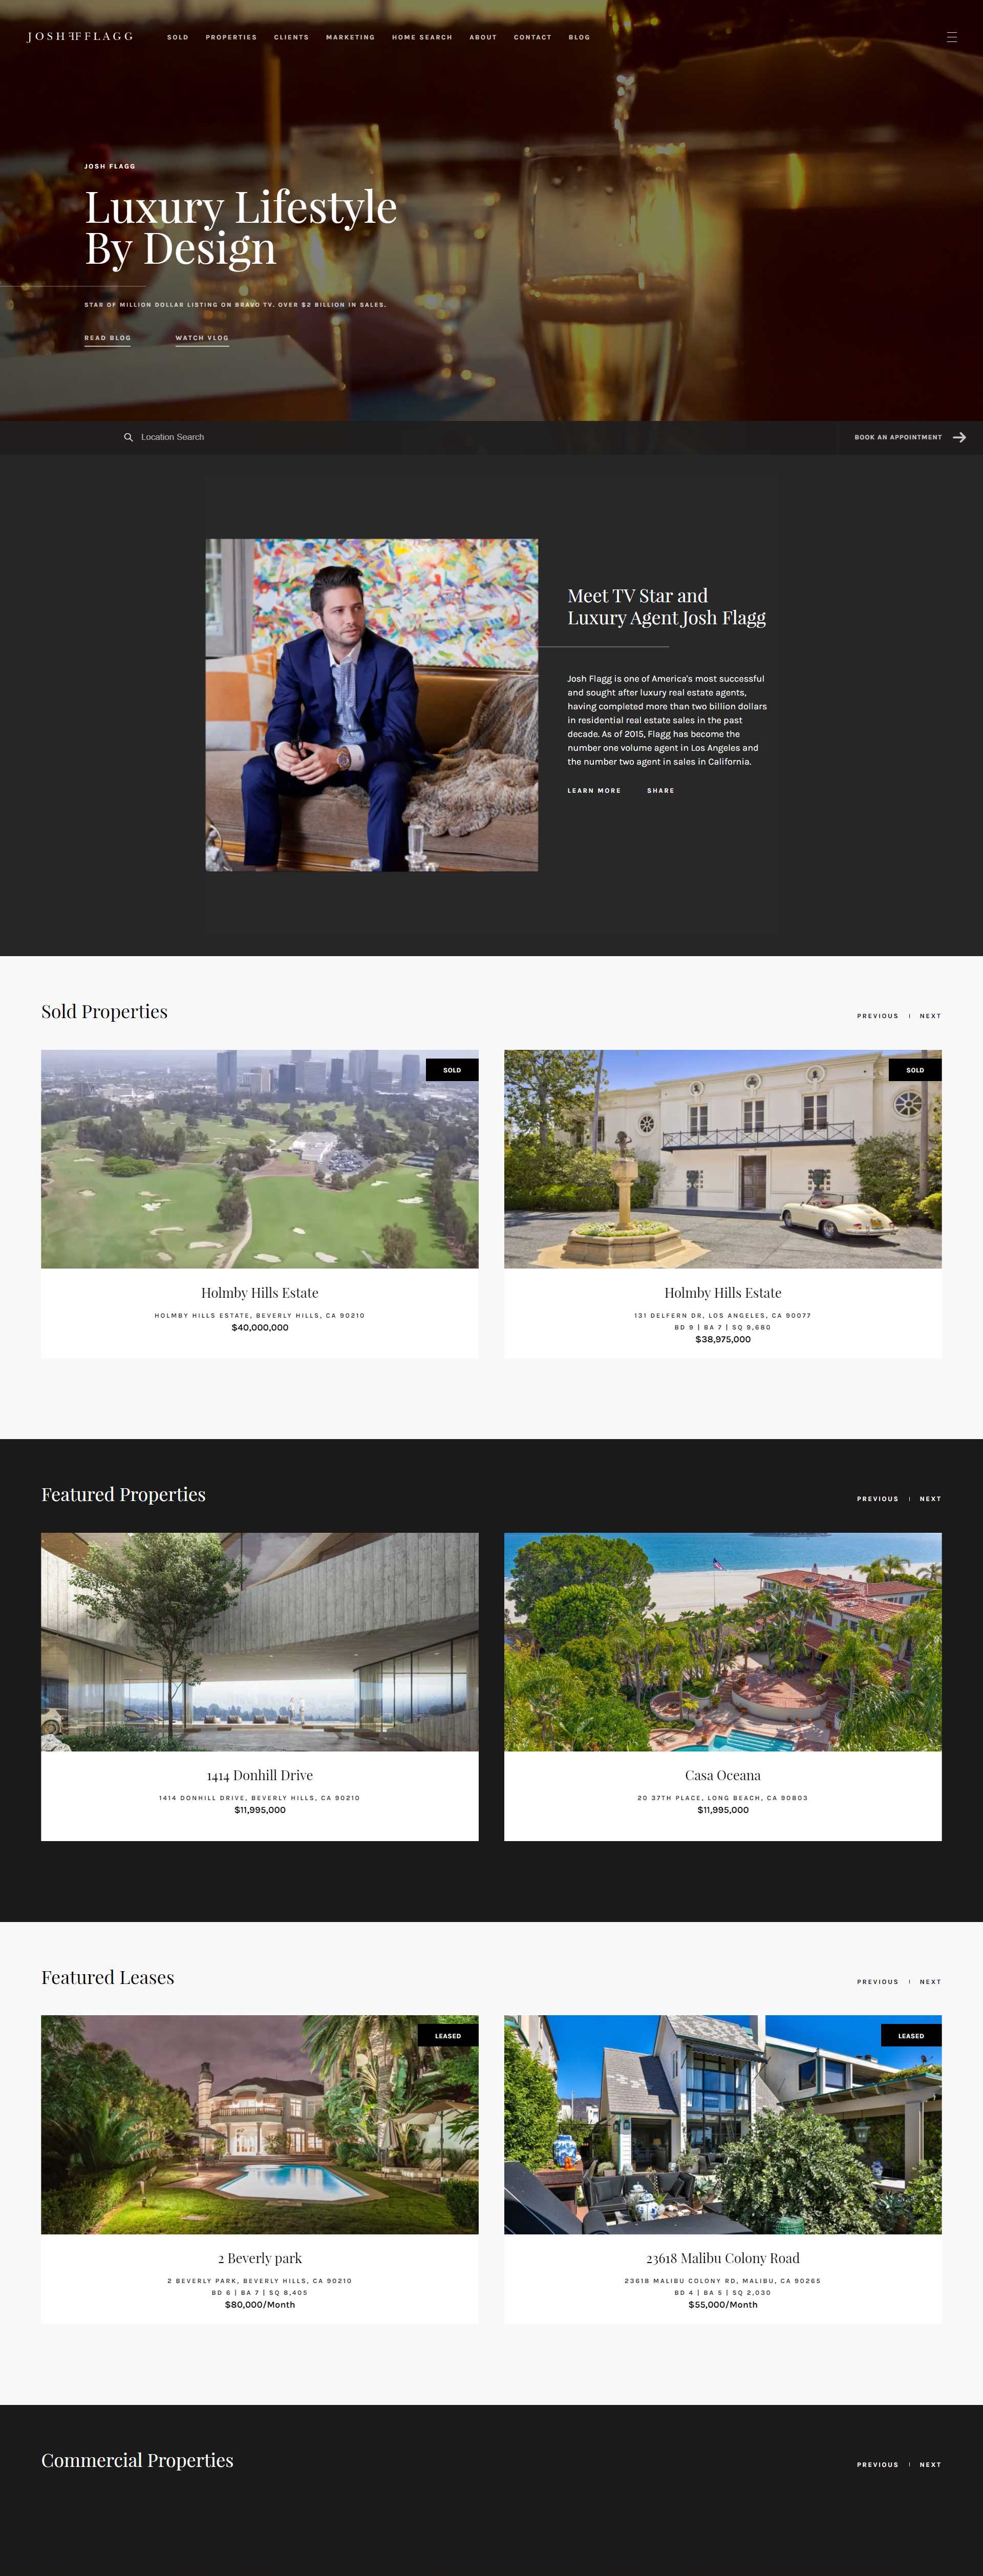 JOSH FLAGG
SOLD PROPERTIES CLIENTS MARKETING HOME SEARCH ABOUT CONTACT BLOG
JOSH FLAGG
Luxury Lifestyle
By Design
STAR OF MILLION DOLLAR LISTING ON BRAVO TV. OVER $2 BILLION IN SALES.
READ BLOG WATCH VLOG
Location Search
BOOK AN APPOINTMENT
Meet TV Star and
Luxury Agent Josh Flagg
Josh Flagg is one of America's most successful
and sought after luxury real estate agents,
having completed more than two billion dollars
in residential real estate sales in the past
decade. As of 2015, Flagg has become the
number one volume agent in Los Angeles and
the number two agent in sales in California.
LEARN MORE SHARE
Sold Properties
PREVIOUS | NEXT
SOLD
SOLD
Holmby Hills Estate
HOLMBY HILLS ESTATE, BEVERLY HILLS, CA 90210
$40,000,000
Holmby Hills Estate
131 DELFERN DR, LOS ANGELES, CA 90077
BD 9 | BA 7 | SQ 9,680
$38,975,000
Featured Properties
PREVIOUS | NEXT
1414 Donhill Drive
1414 DONHILL DRIVE, BEVERLY HILLS, CA 90210
$11,995,000
Casa Oceana
20 37TH PLACE, LONG BEACH, CA 90803
$11,995,000
Featured Leases
PREVIOUS | NEXT
LEASED
LEASED
2 Beverly park
2 BEVERLY PARK, BEVERLY HILLS, CA 90210
BD 6 | BA 7 | SQ 8,405
$80,000/Month
23618 Malibu Colony Road
23618 MALIBU COLONY RD, MALIBU, CA 90265
BD 4 | BA 5 | SQ 2,030
$55,000/Month
Commercial Properties
PREVIOUS | NEXT